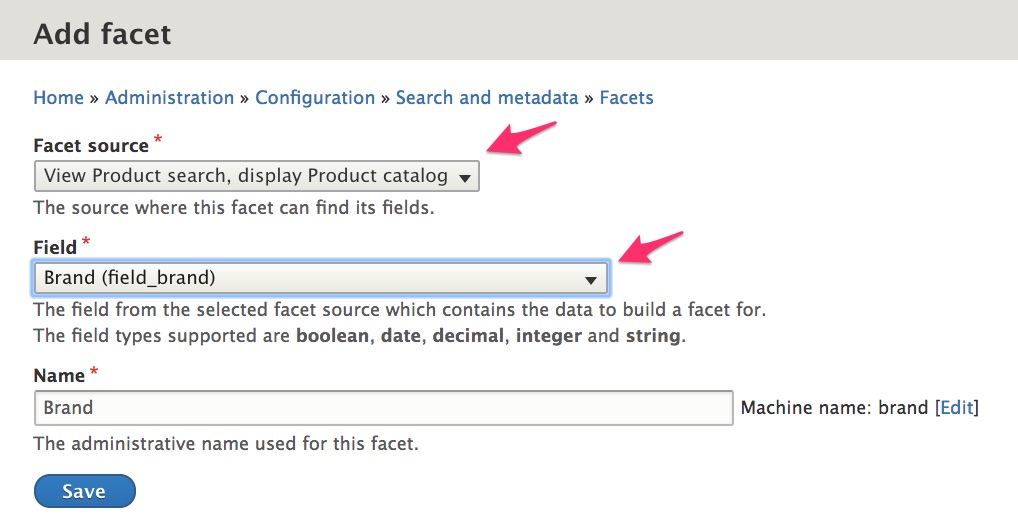 Add facet
Home » Administration » Configuration » Search and metadata » Facets
Facet source *
View Product search, display Product catalog
The source where this facet can find its fields.
Field *
Brand (field_brand)
The field from the selected facet source which contains the data to build a facet for.
The field types supported are boolean, date, decimal, integer and string.
Name *
Brand Machine name: brand [Edit]
The administrative name used for this facet.
Save